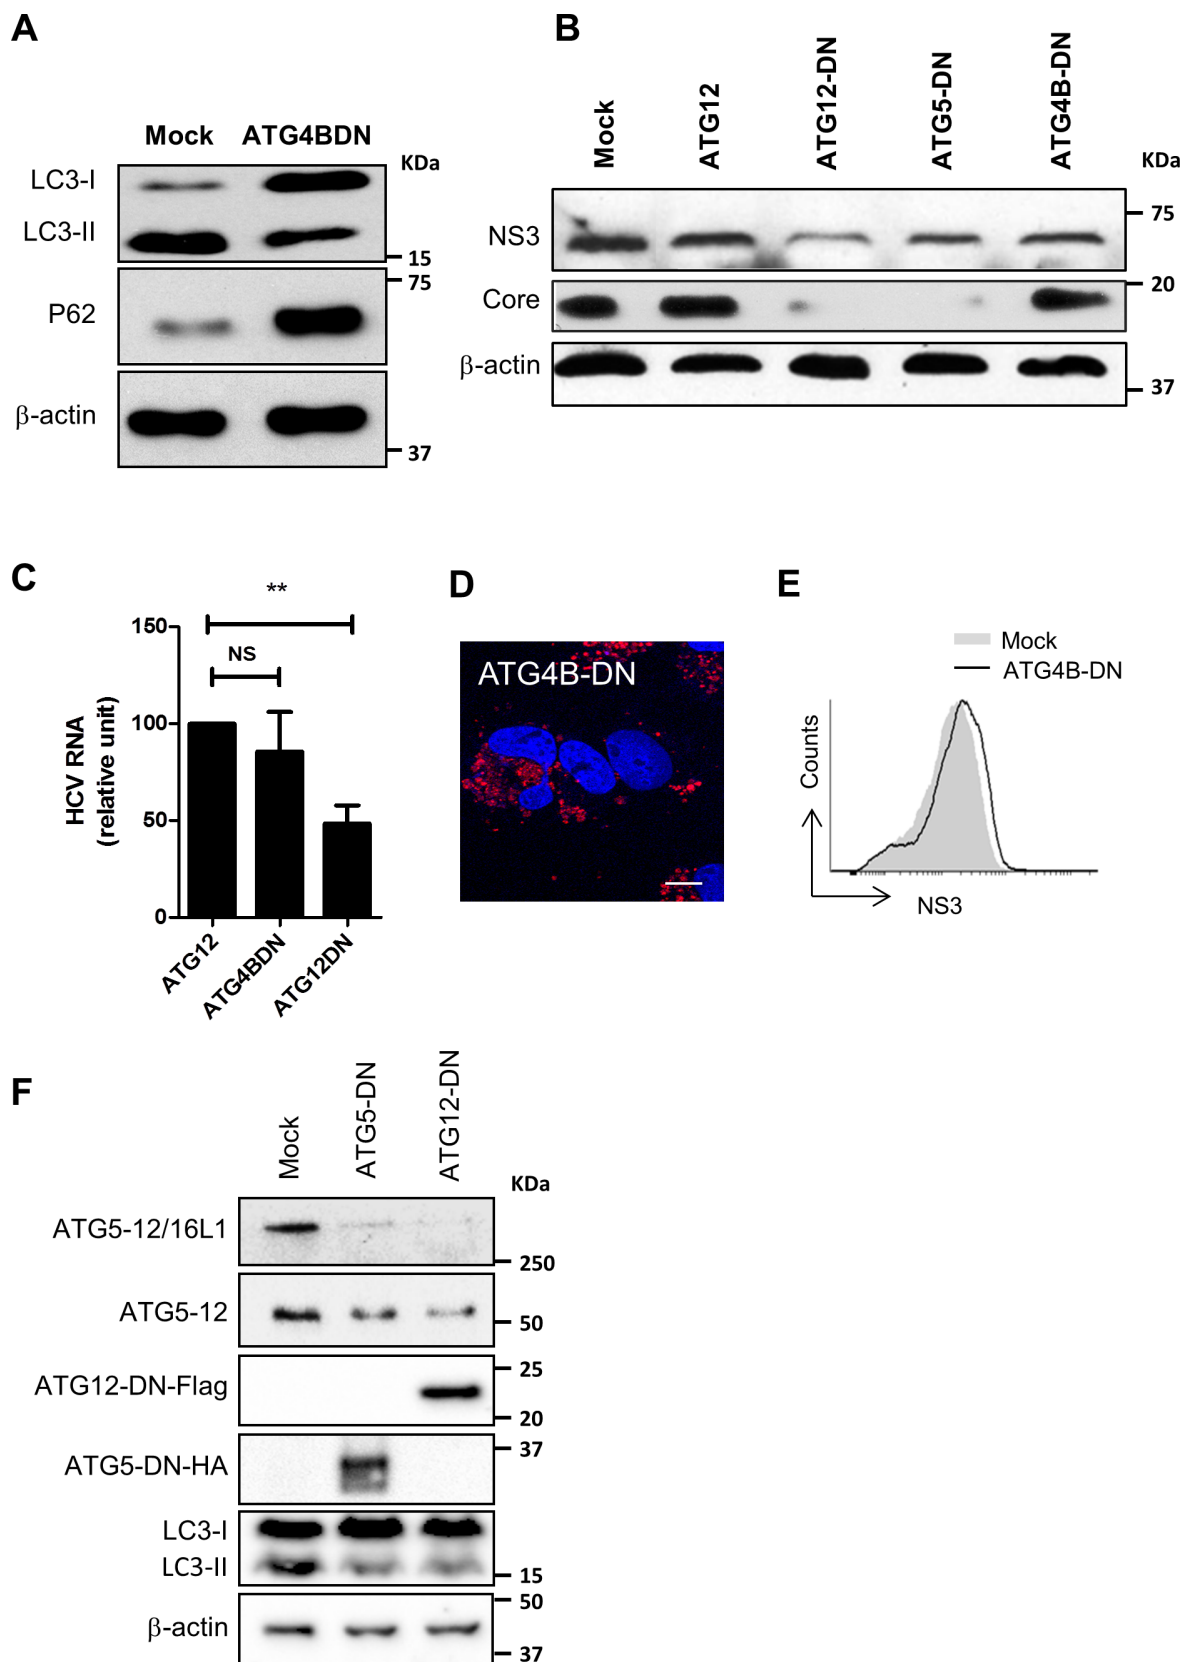 A
Mock ATG4BDN
KDa
LC3-I
LC3-II
15
75
P62
β-actin
37
B
Mock
ATG12
ATG12-DN
ATG5-DN
ATG4B-DN
KDa
75
NS3
20
Core
β-actin
37
C
**
NS
150
100
50
0
HCV RNA
(relative unit)
ATG12
ATG4BDN
ATG12DN
D
ATG4B-DN
E
Mock
ATG4B-DN
Counts
NS3
F
Mock
ATG5-DN
ATG12-DN
KDa
ATG5-12/16L1
250
ATG5-12
50
ATG12-DN-Flag
25
20
ATG5-DN-HA
37
LC3-I
LC3-II
15
50
β-actin
37